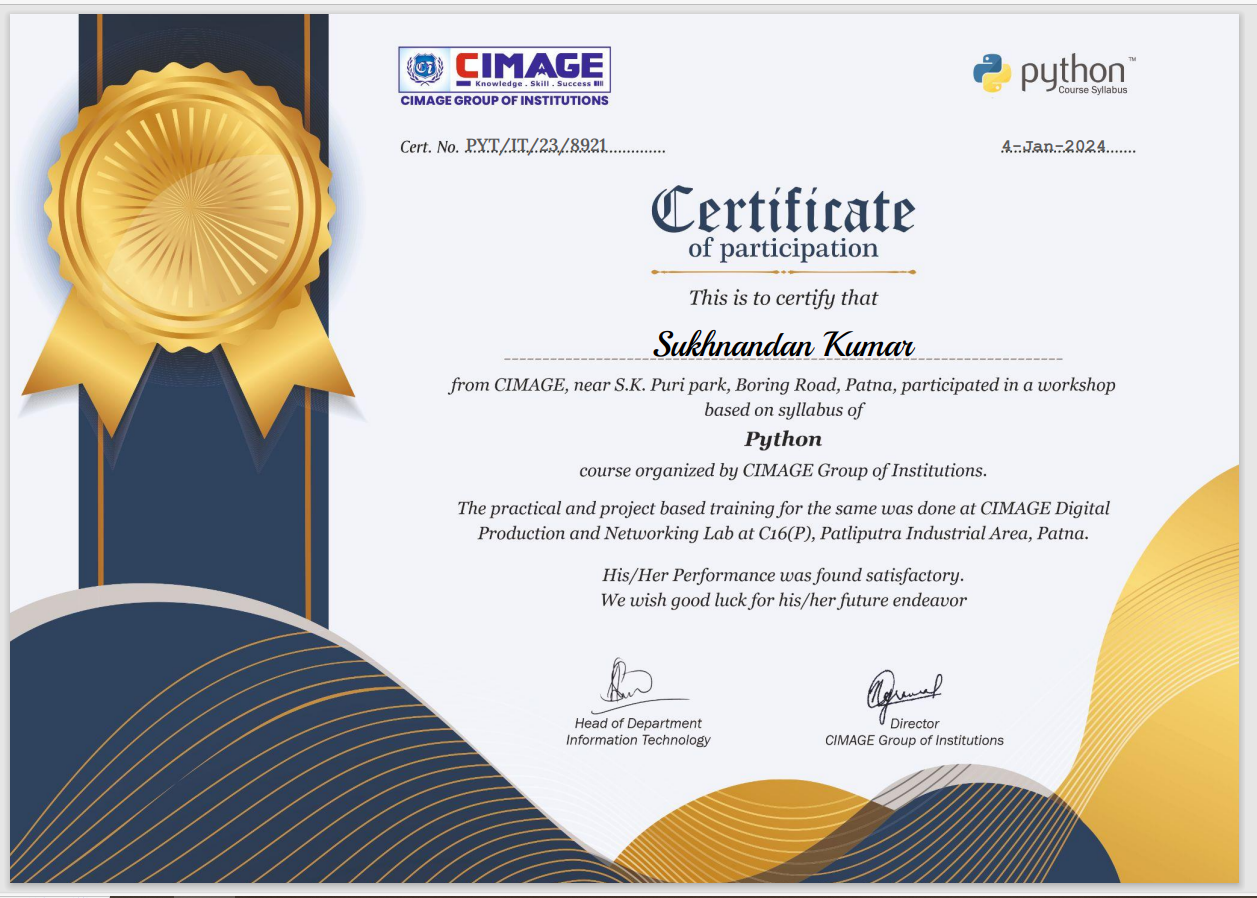 Ci CIMAGE
Knowledge . Skill . Success
CIMAGE GROUP OF INSTITUTIONS
python™
Course Syllabus
Cert. No. PYT/IT/23/8921
4-Jan-2024
Certificate
of participation
This is to certify that
Sukhnandan Kumar
from CIMAGE, near S.K. Puri park, Boring Road, Patna, participated in a workshop
based on syllabus of
Python
course organized by CIMAGE Group of Institutions.
The practical and project based training for the same was done at CIMAGE Digital
Production and Networking Lab at C16(P), Patliputra Industrial Area, Patna.
His/Her Performance was found satisfactory.
We wish good luck for his/her future endeavor
Head of Department
Information Technology
Director
CIMAGE Group of Institutions